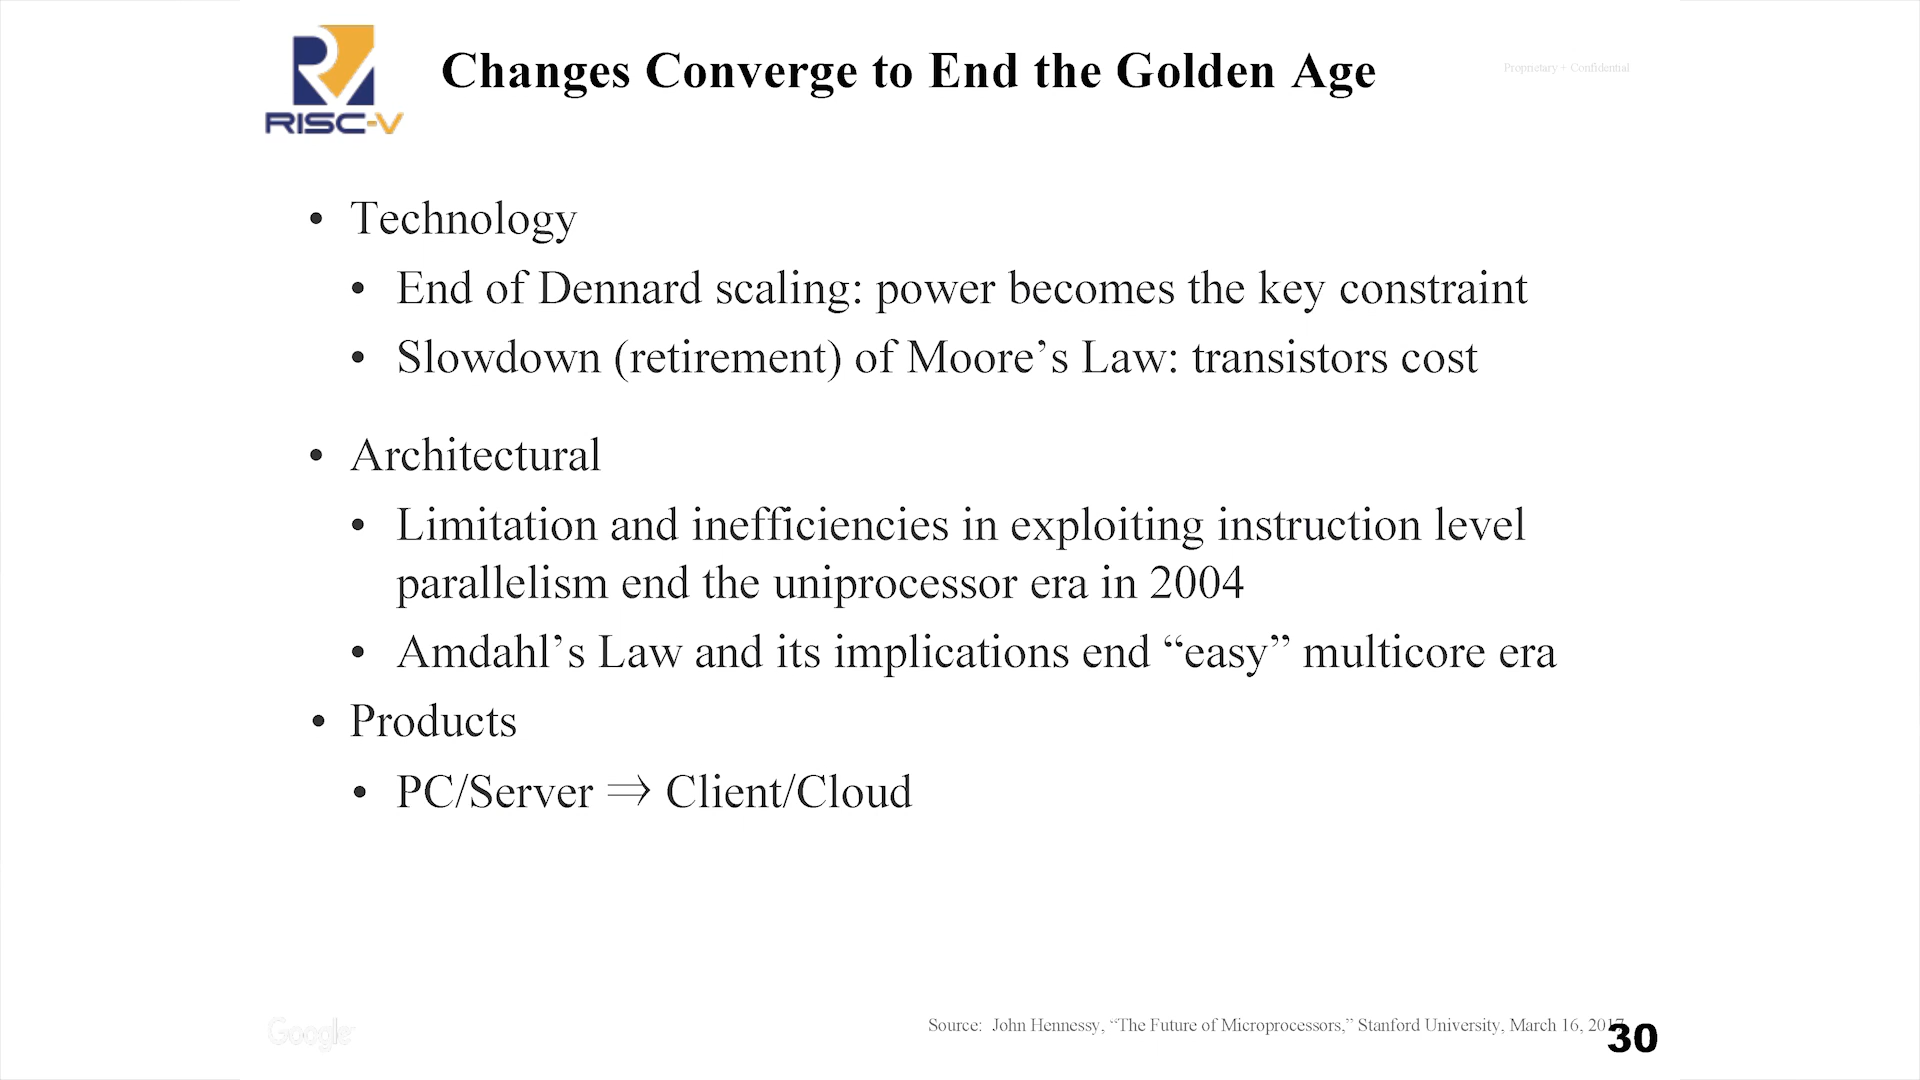 RISC-V
Changes Converge to End the Golden Age
Proprietary + Confidential
• Technology
• End of Dennard scaling: power becomes the key constraint
• Slowdown (retirement) of Moore’s Law: transistors cost
• Architectural
• Limitation and inefficiencies in exploiting instruction level
parallelism end the uniprocessor era in 2004
• Amdahl’s Law and its implications end “easy” multicore era
• Products
• PC/Server ⇒ Client/Cloud
Google
Source: John Hennessy, “The Future of Microprocessors,” Stanford University, March 16, 2017
30